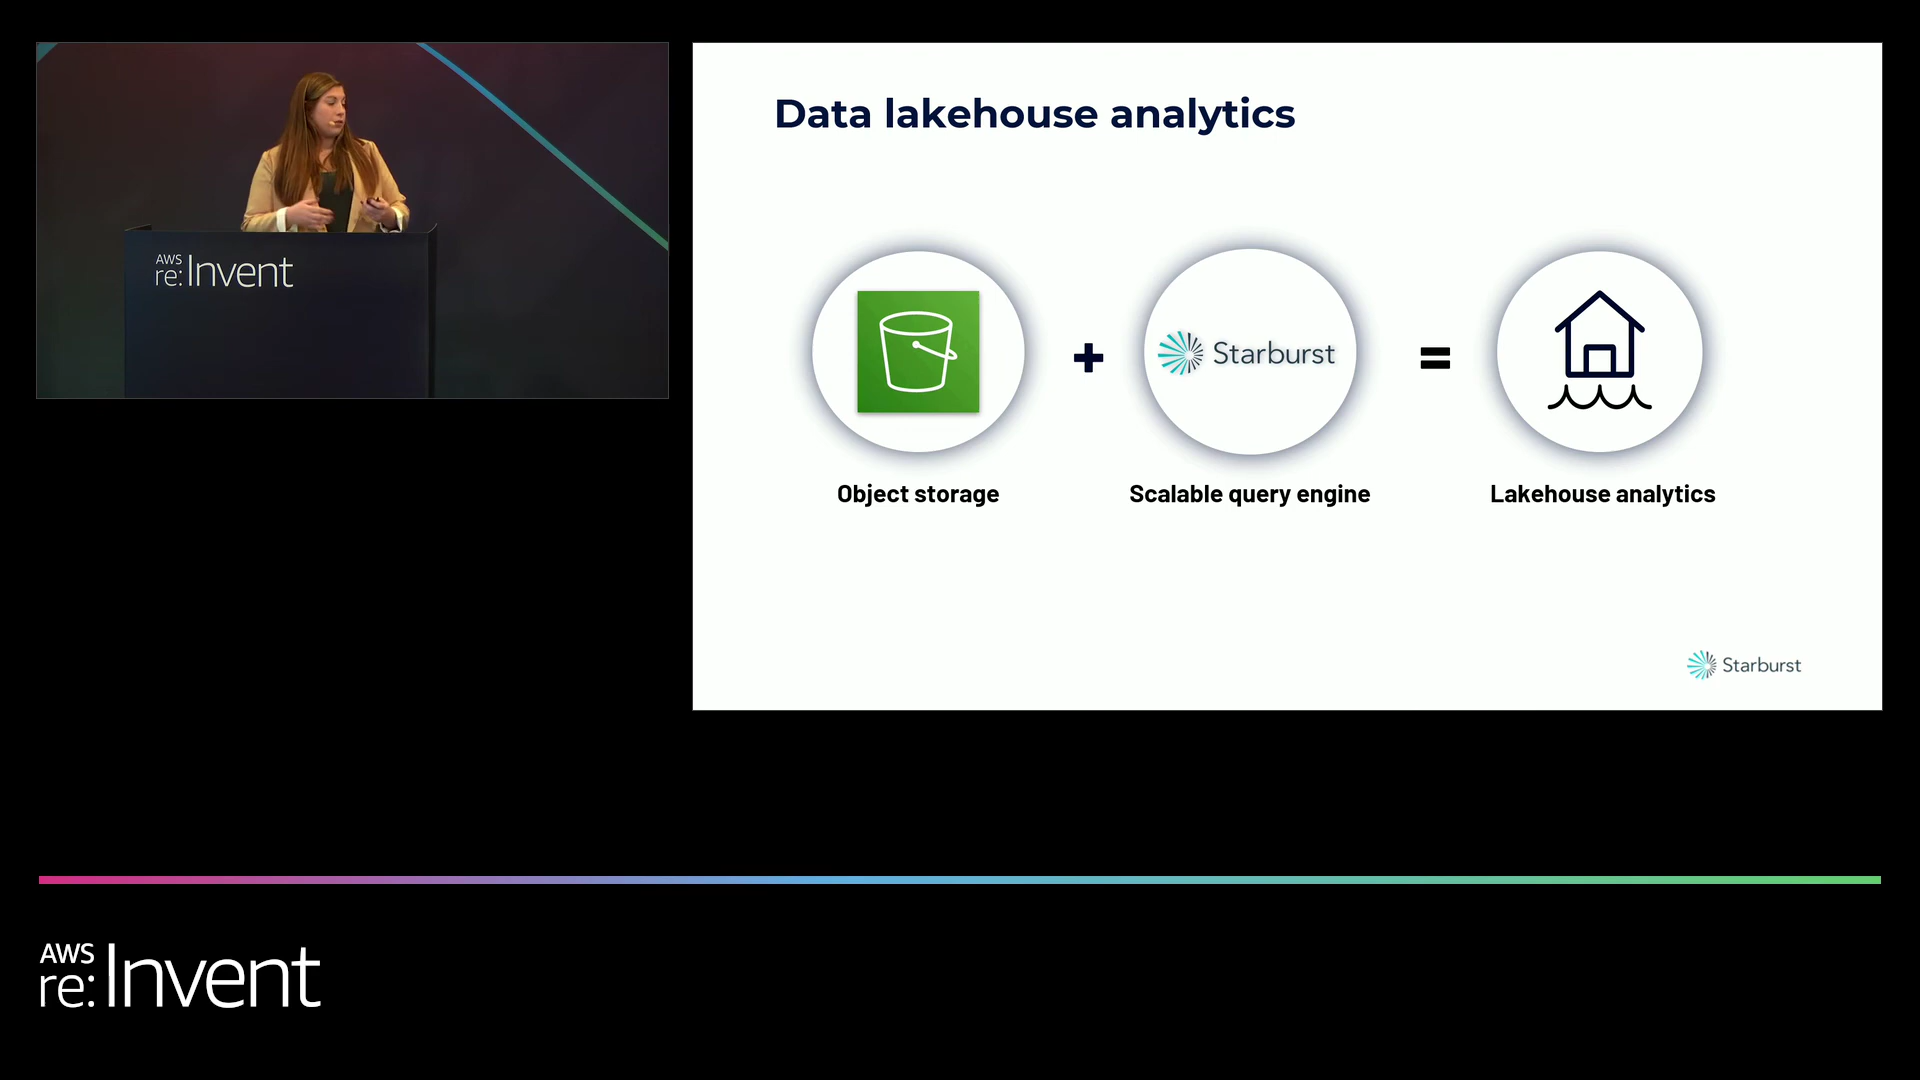 AWS
re:Invent
Data lakehouse analytics
Starburst
Object storage
Scalable query engine
Lakehouse analytics
Starburst
AWS
re:Invent